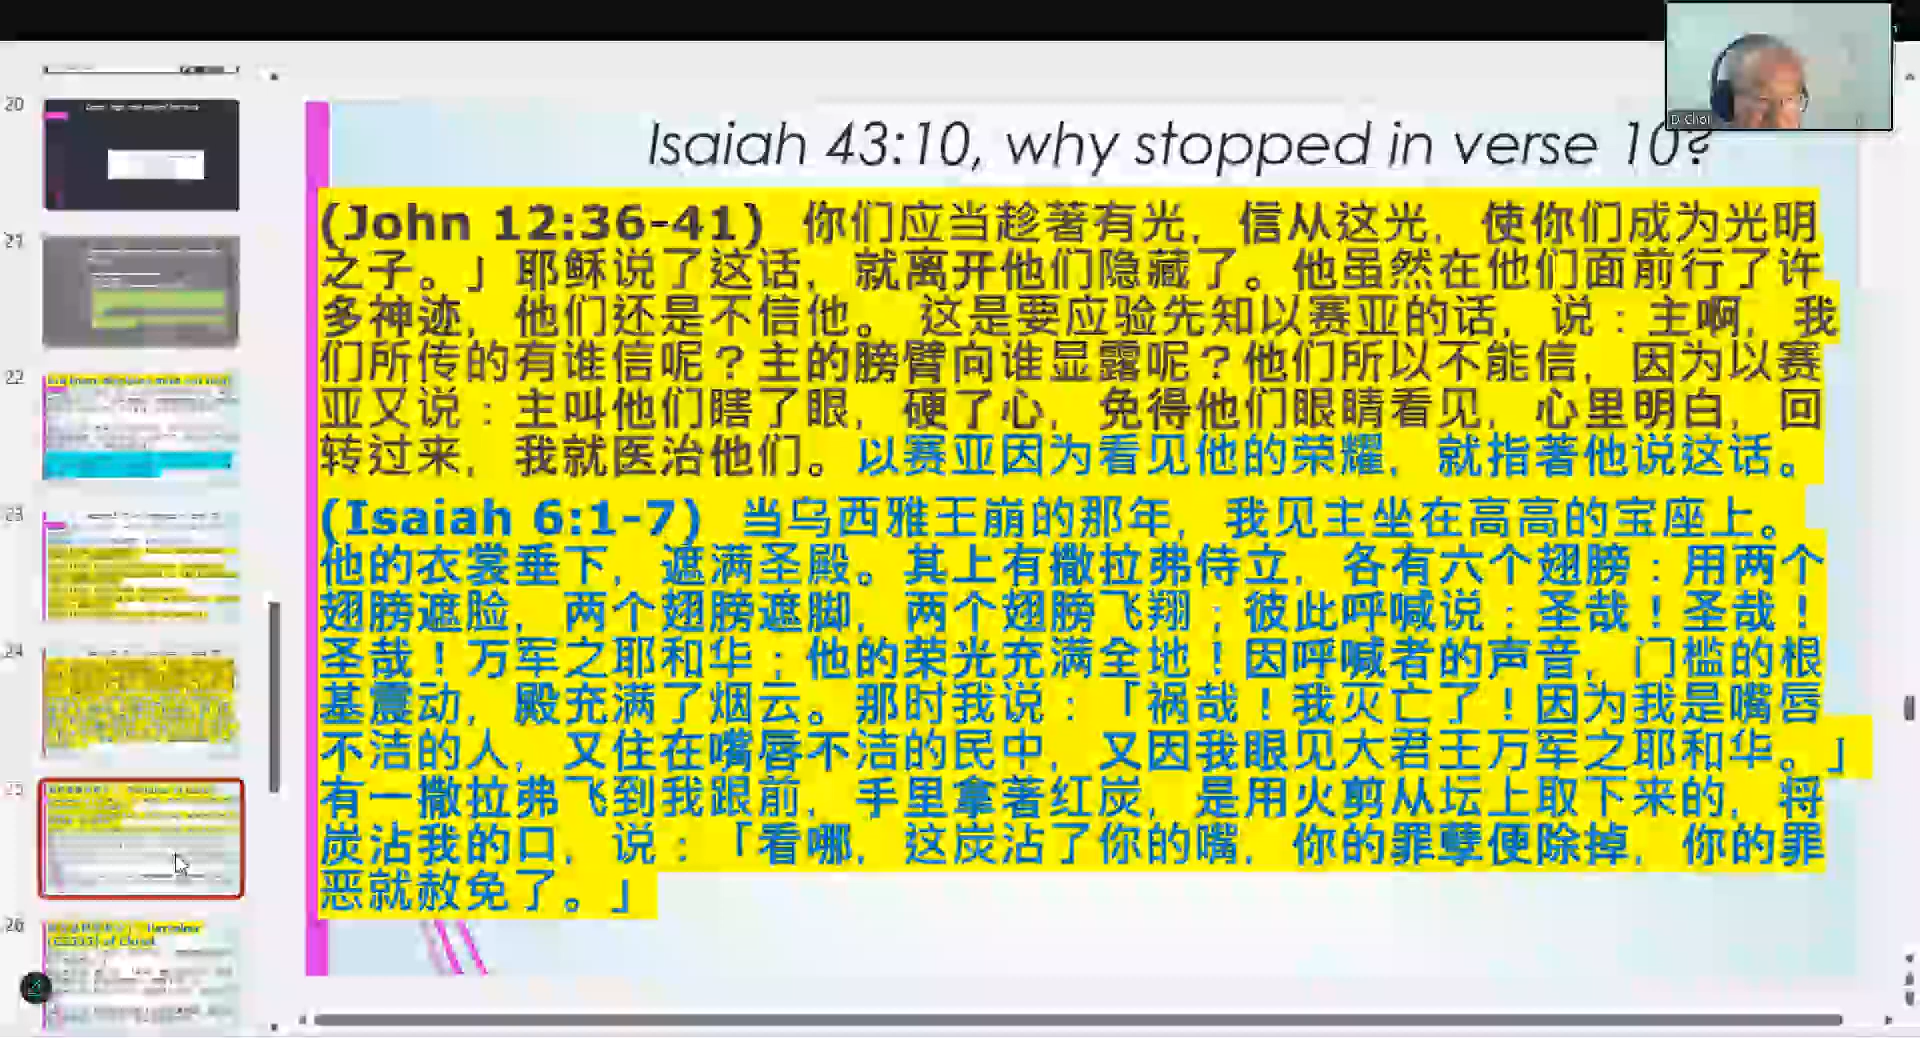 D Choi
20
21
22
23
24
25
26
Isaiah 43:10, why stopped in verse 10?
(John 12:36-41) 你们应当趁著有光，信从这光，使你们成为光明
之子。」耶稣说了这话，就离开他们隐藏了。他虽然在他们面前行了许
多神迹，他们还是不信他。 这是要应验先知以赛亚的话，说：主啊，我
们所传的有谁信呢？主的膀臂向谁显露呢？他们所以不能信，因为以赛
亚又说：主叫他们瞎了眼，硬了心，免得他们眼睛看见，心里明白，回
转过来，我就医治他们。以赛亚因为看见他的荣耀，就指著他说这话。
(Isaiah 6:1-7) 当乌西雅王崩的那年，我见主坐在高高的宝座上。
他的衣裳垂下，遮满圣殿。其上有撒拉弗侍立，各有六个翅膀：用两个
翅膀遮脸，两个翅膀遮脚，两个翅膀飞翔；彼此呼喊说：圣哉！圣哉！
圣哉！万军之耶和华；他的荣光充满全地！因呼喊者的声音，门槛的根
基震动，殿充满了烟云。那时我说：「祸哉！我灭亡了！因为我是嘴唇
不洁的人，又住在嘴唇不洁的民中，又因我眼见大君王万军之耶和华。」
有一撒拉弗飞到我跟前，手里拿著红炭，是用火剪从坛上取下来的，将
炭沾我的口，说：「看哪，这炭沾了你的嘴，你的罪孽便除掉，你的罪
恶就赦免了。」